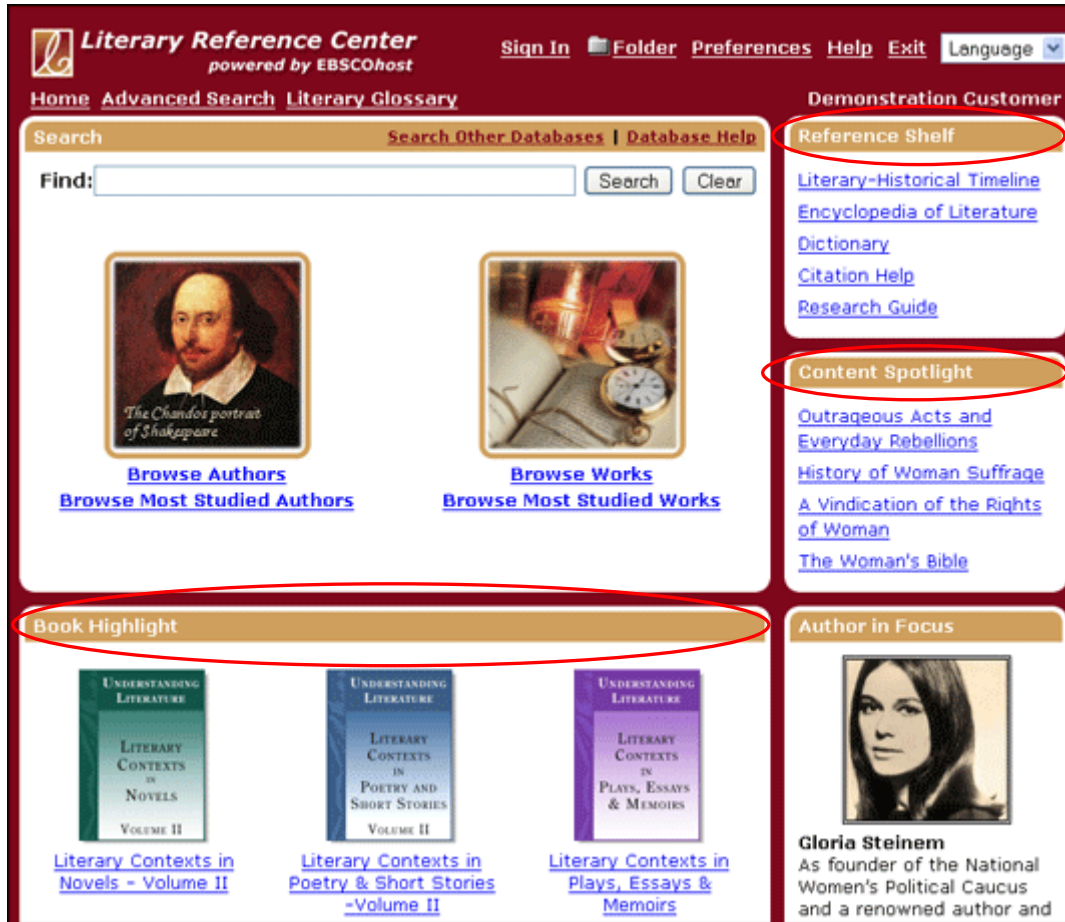 Literary Reference Center
powered by EBSCOhost
Sign In Folder Preferences Help Exit Language
Home Advanced Search Literary Glossary
Demonstration Customer
Search
Search Other Databases | Database Help
Find:
Search Clear
The Chandos portrait
of Shakespeare
Browse Authors
Browse Most Studied Authors
Browse Works
Browse Most Studied Works
Reference Shelf
Literary-Historical Timeline
Encyclopedia of Literature
Dictionary
Citation Help
Research Guide
Content Spotlight
Outrageous Acts and
Everyday Rebellions
History of Woman Suffrage
A Vindication of the Rights
of Woman
The Woman's Bible
Book Highlight
UNDERSTANDING
LITERATURE
LITERARY
CONTEXTS
IN
NOVELS
VOLUME II
Literary Contexts in
Novels - Volume II
UNDERSTANDING
LITERATURE
LITERARY
CONTEXTS
IN
POETRY AND
SHORT STORIES
VOLUME II
Literary Contexts in
Poetry & Short Stories
-Volume II
UNDERSTANDING
LITERATURE
LITERARY
CONTEXTS
IN
PLAYS, ESSAYS
& MEMOIRS
Literary Contexts in
Plays, Essays &
Memoirs
Author in Focus
Gloria Steinem
As founder of the National
Women's Political Caucus
and a renowned author and